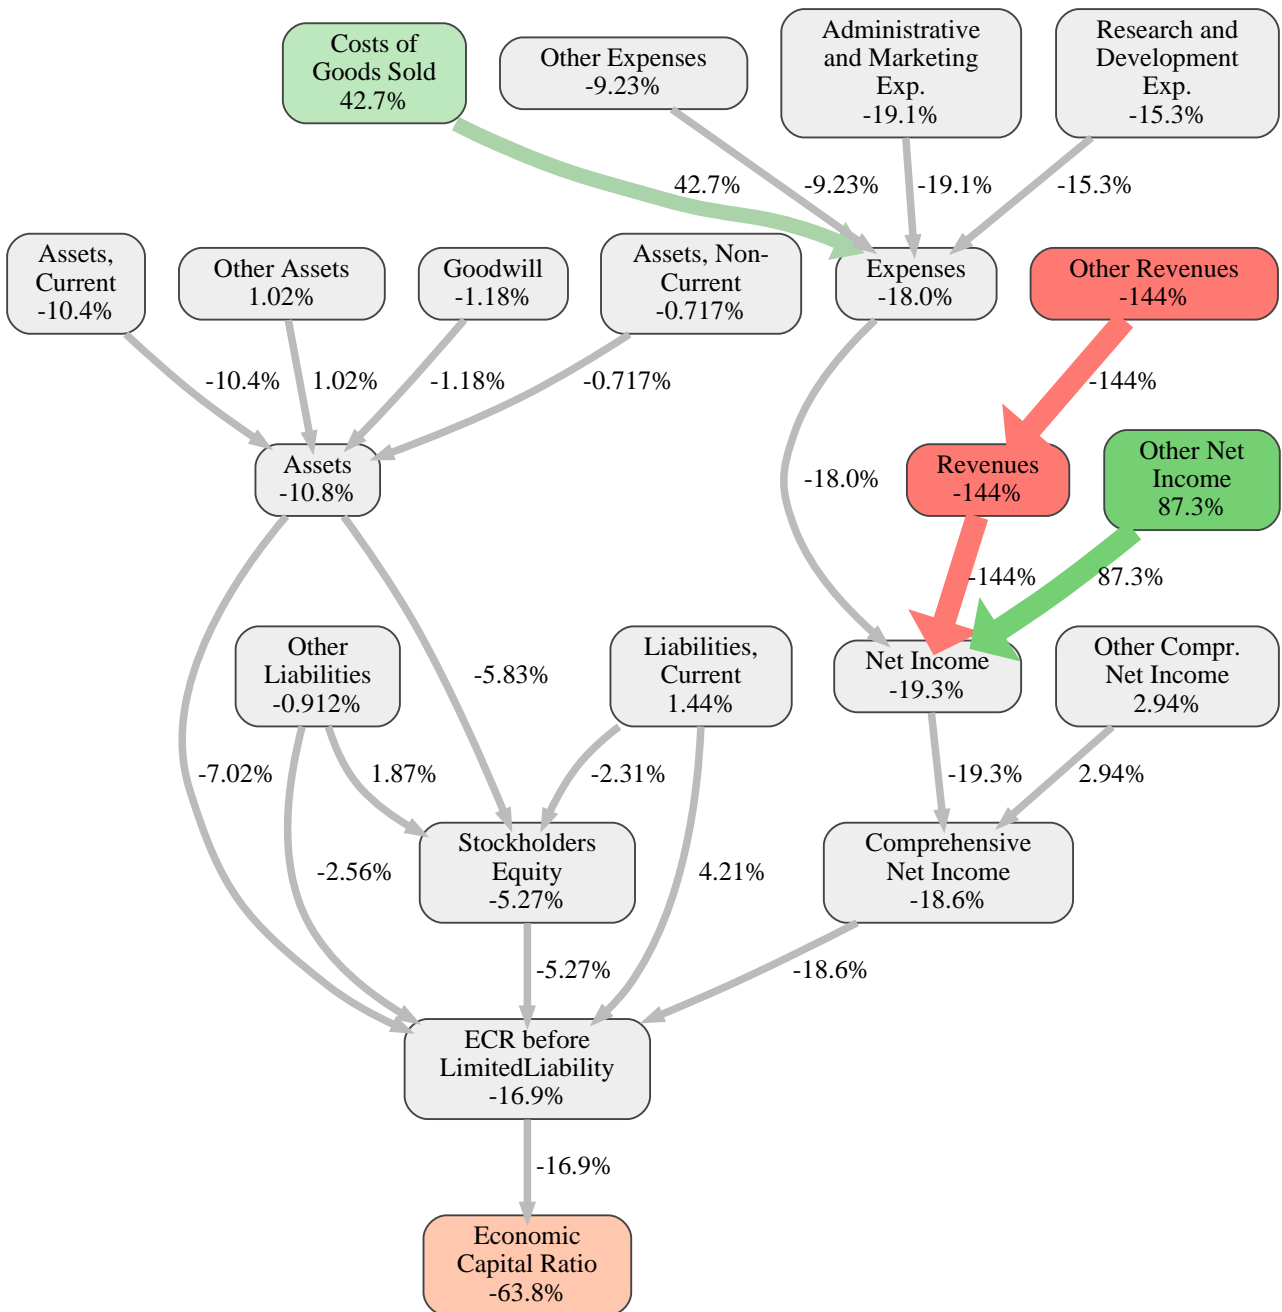 Costs of
Goods Sold
42.7%
Other Expenses
-9.23%
Administrative
and Marketing
Exp.
-19.1%
Research and
Development
Exp.
-15.3%
42.7%
-9.23%
-19.1%
-15.3%
Assets,
Current
-10.4%
Other Assets
1.02%
Goodwill
-1.18%
Assets, Non-
Current
-0.717%
Expenses
-18.0%
Other Revenues
-144%
-10.4%
1.02%
-1.18%
-0.717%
-144%
Assets
-10.8%
-18.0%
Revenues
-144%
Other Net
Income
87.3%
-144%
87.3%
Other
Liabilities
-0.912%
-5.83%
Liabilities,
Current
1.44%
Net Income
-19.3%
Other Compr.
Net Income
2.94%
-7.02%
1.87%
-2.31%
-19.3%
2.94%
-2.56%
Stockholders
Equity
-5.27%
4.21%
Comprehensive
Net Income
-18.6%
-5.27%
-18.6%
ECR before
LimitedLiability
-16.9%
-16.9%
Economic
Capital Ratio
-63.8%